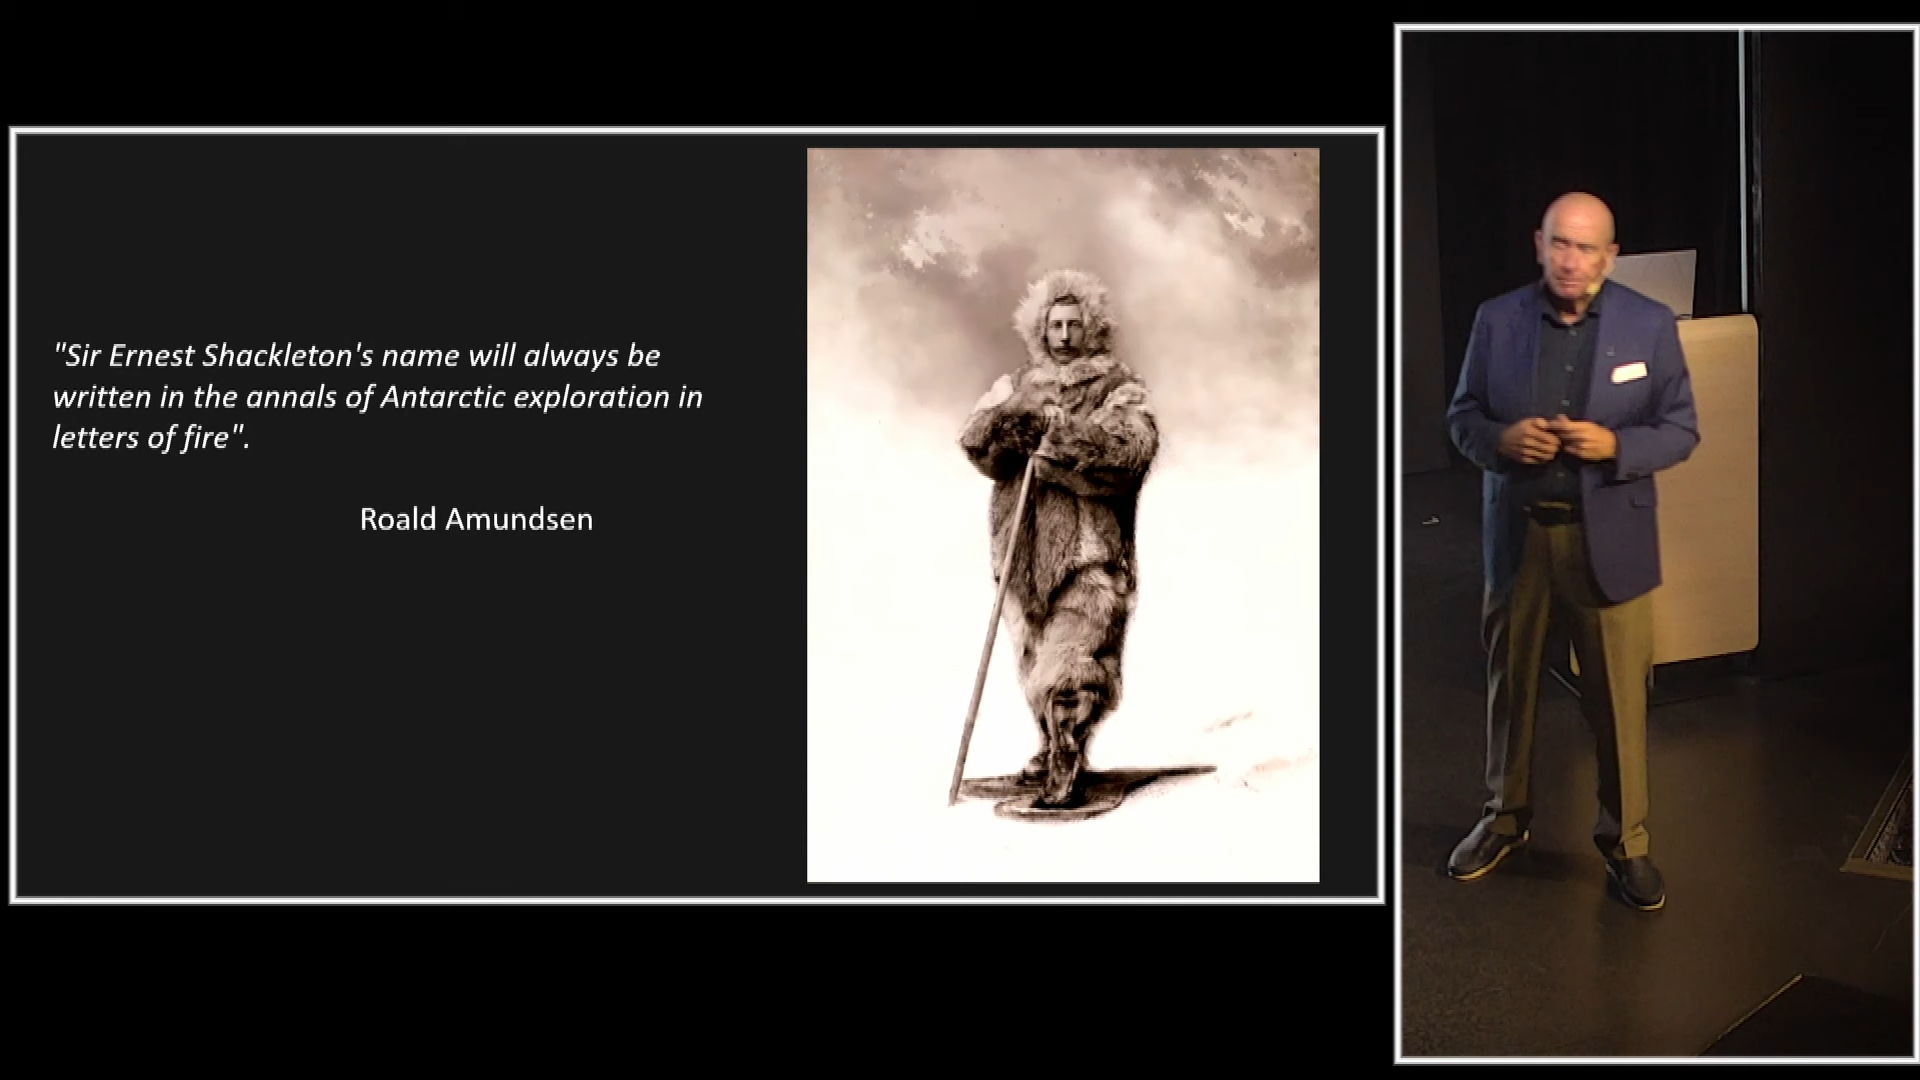 "Sir Ernest Shackleton's name will always be
written in the annals of Antarctic exploration in
letters of fire".
Roald Amundsen